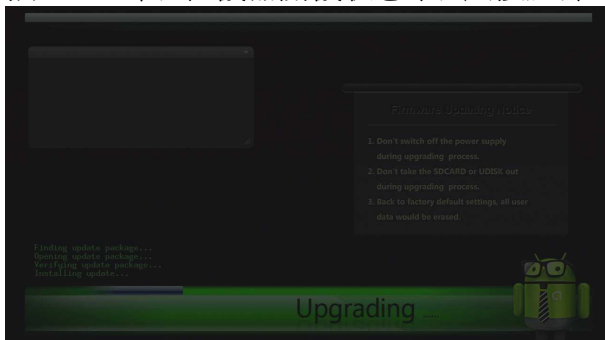 Firmware Updating Notice
1. Don't switch off the power supply
during upgrading process.
2. Don't take the SDCARD or UDISK out
during upgrading process.
3. Back to factory default settings, all user
data would be erased.
Finding update package...
Opening update package...
Verifying update package...
Installing update...
Upgrading ...